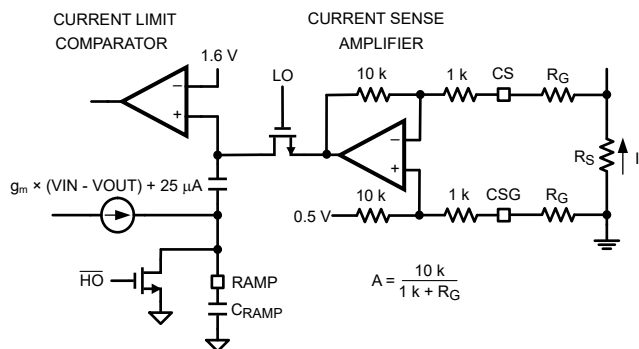 CURRENT LIMIT
COMPARATOR
CURRENT SENSE
AMPLIFIER
1.6 V
LO
10 k
1 k
CS
R_G
−
+
−
+
R_S
I
g_m × (VIN - VOUT) + 25 μA
10 k
1 k
CSG
R_G
0.5 V
H̅O̅
RAMP
C_RAMP
A = 10 k / (1 k + R_G)